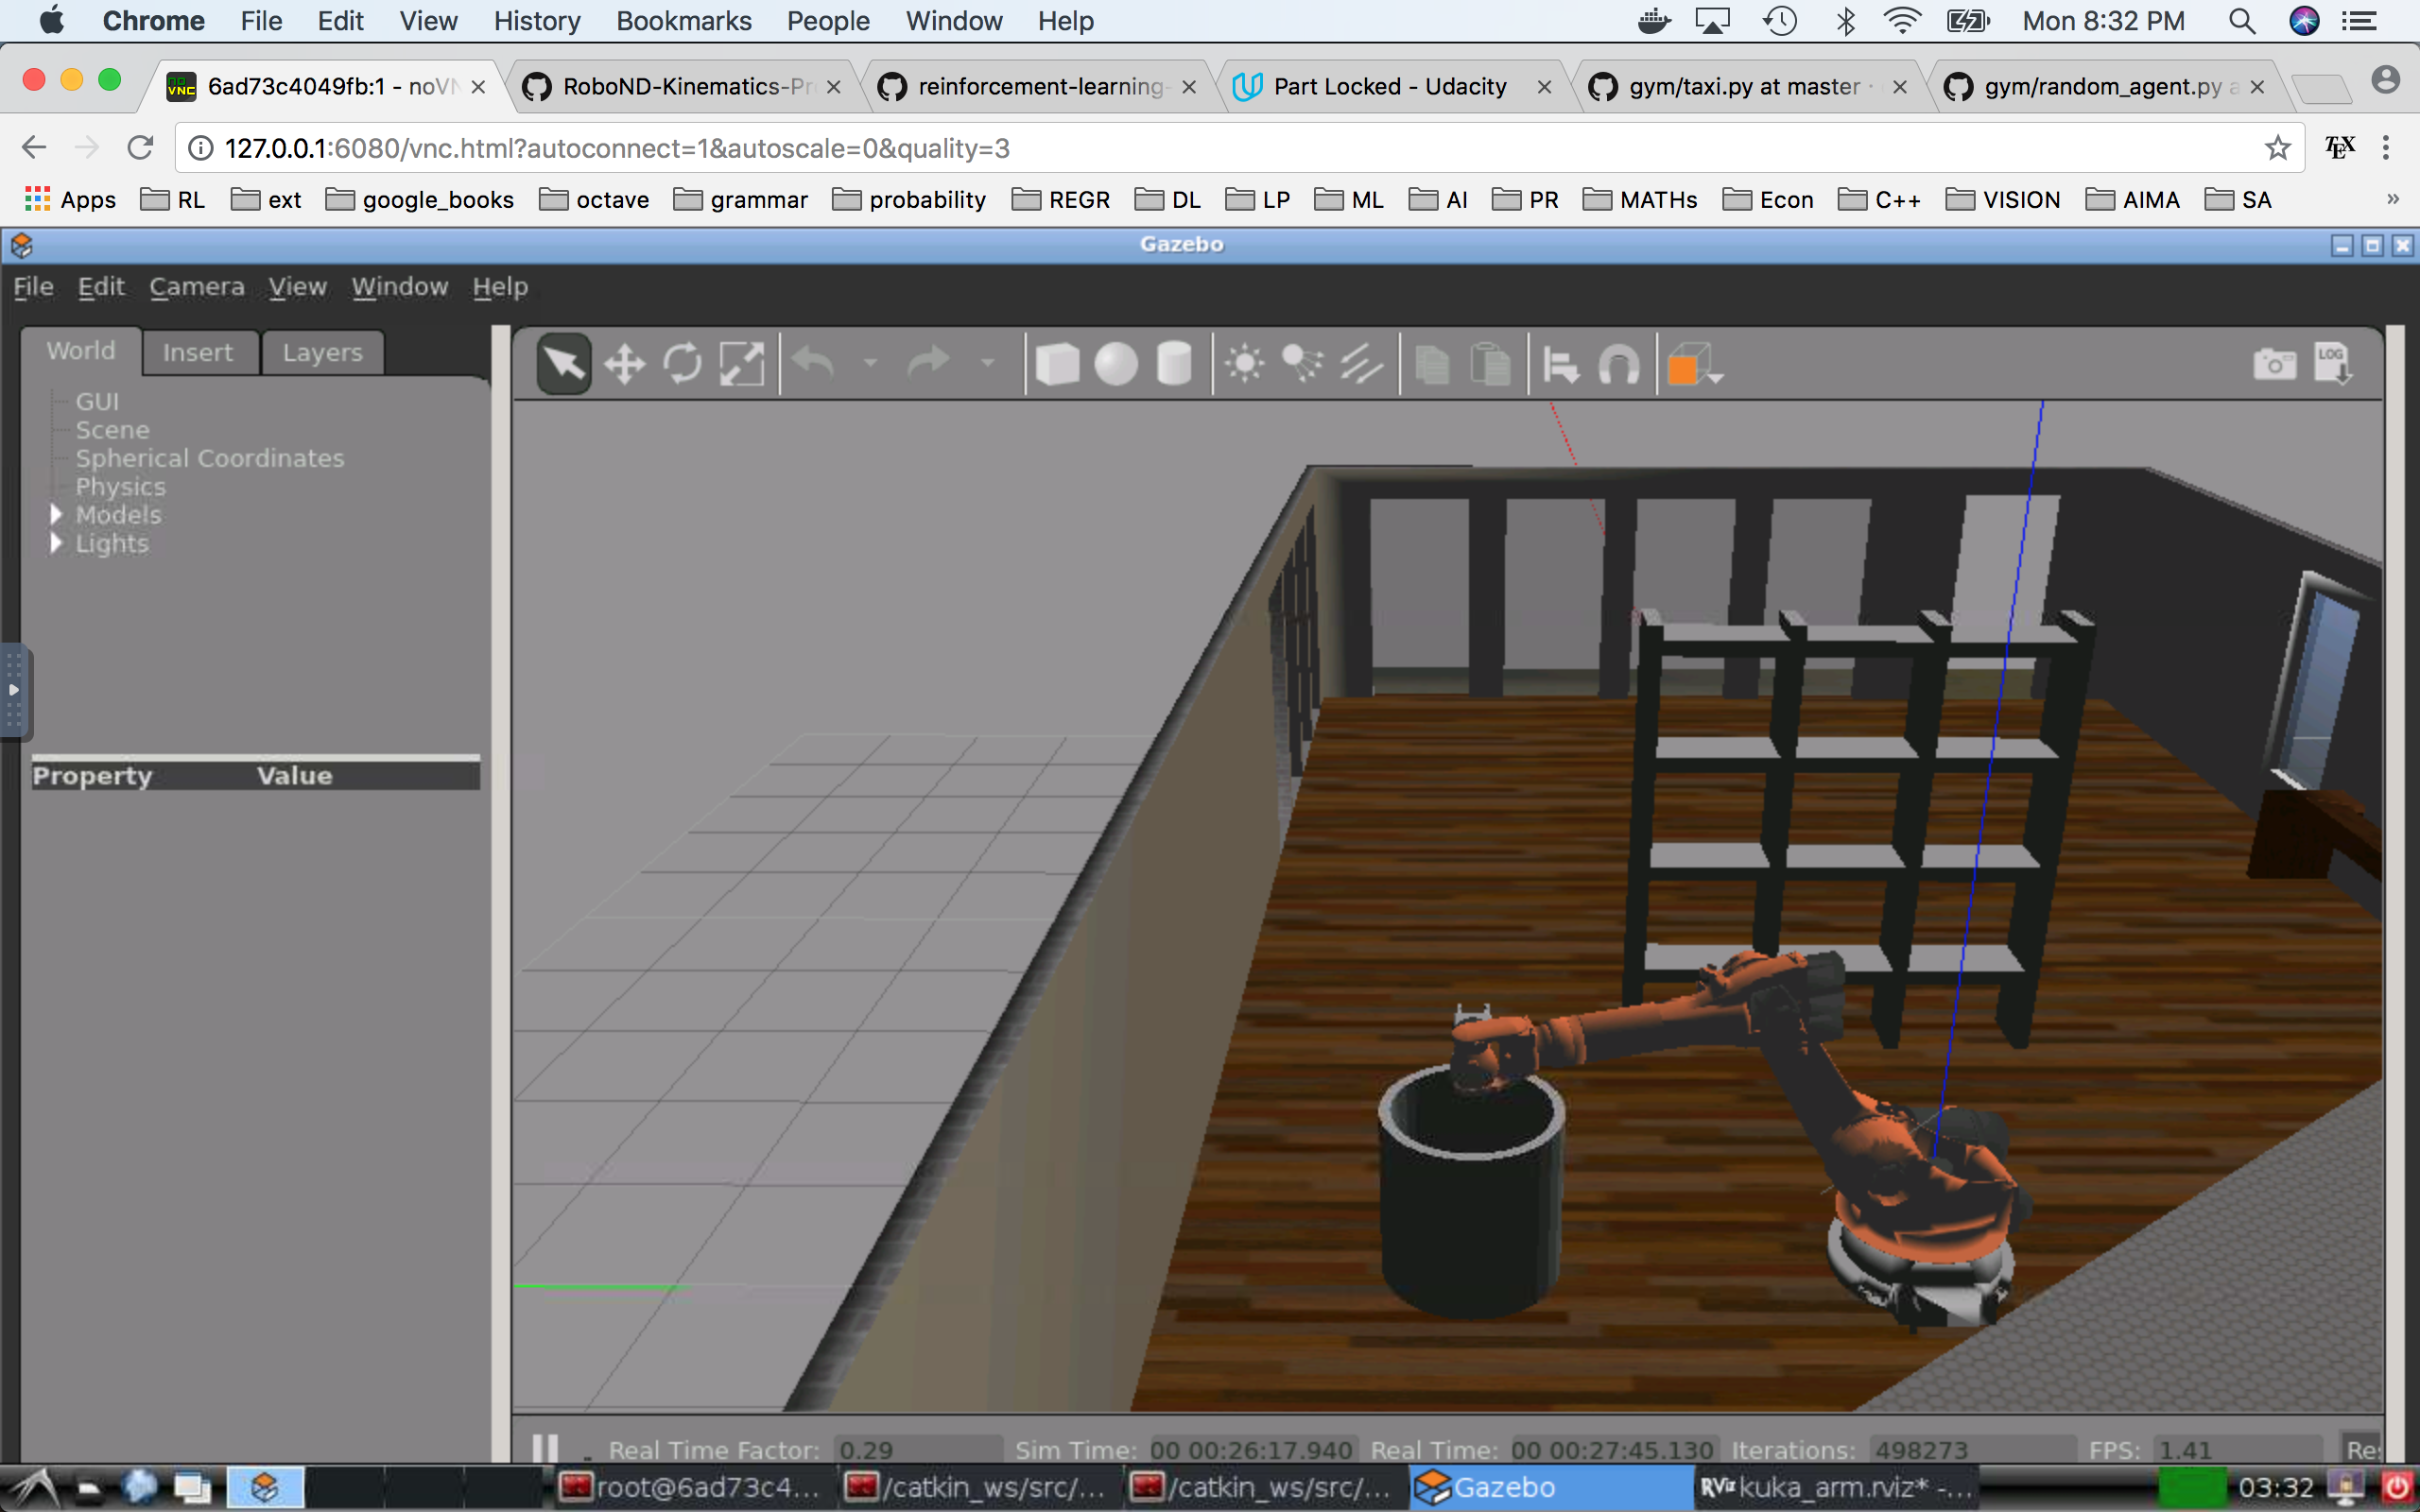 Chrome File Edit View History Bookmarks People Window Help Mon 8:32 PM
6ad73c4049fb:1 - noVN RoboND-Kinematics-Pr reinforcement-learning- Part Locked - Udacity gym/taxi.py at master · gym/random_agent.py a
127.0.0.1:6080/vnc.html?autoconnect=1&autoscale=0&quality=3 TEX
Apps RL ext google_books octave grammar probability REGR DL LP ML AI PR MATHs Econ C++ VISION AIMA SA »
Gazebo
File Edit Camera View Window Help
World Insert Layers
LOG
GUI
Scene
Spherical Coordinates
Physics
Models
Lights
Property Value
Real Time Factor: 0.29 Sim Time: 00 00:26:17.940 Real Time: 00 00:27:45.130 Iterations: 498273 FPS: 1.41 Re
root@6ad73c4... /catkin_ws/src/... /catkin_ws/src/... Gazebo RViz kuka_arm.rviz* -... 03:32